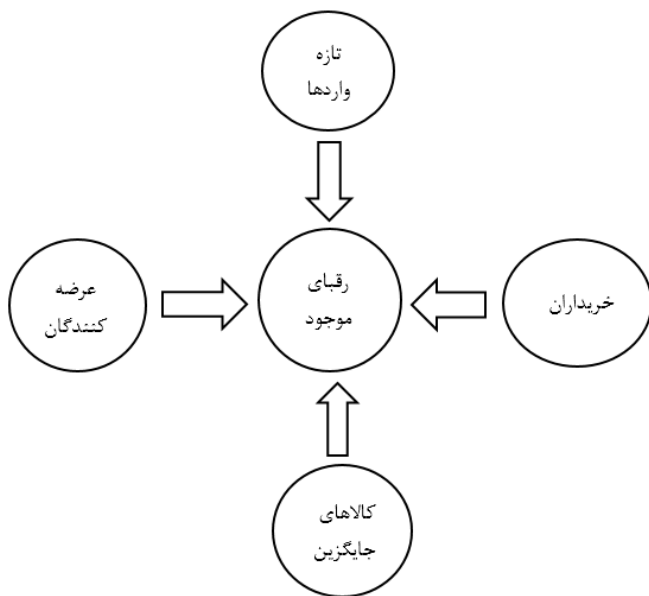 تازه
واردها
عرضه
کنندگان
رقبای
موجود
خریداران
کالاهای
جایگزین